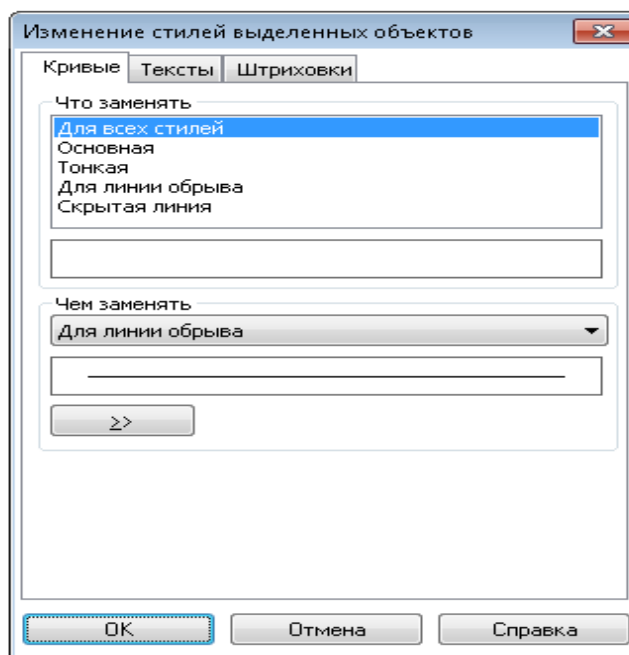 Изменение стилей выделенных объектов
Кривые Тексты Штриховки
Что заменять
Для всех стилей
Основная
Тонкая
Для линии обрыва
Скрытая линия
Чем заменять
Для линии обрыва
>>
OK Отмена Справка